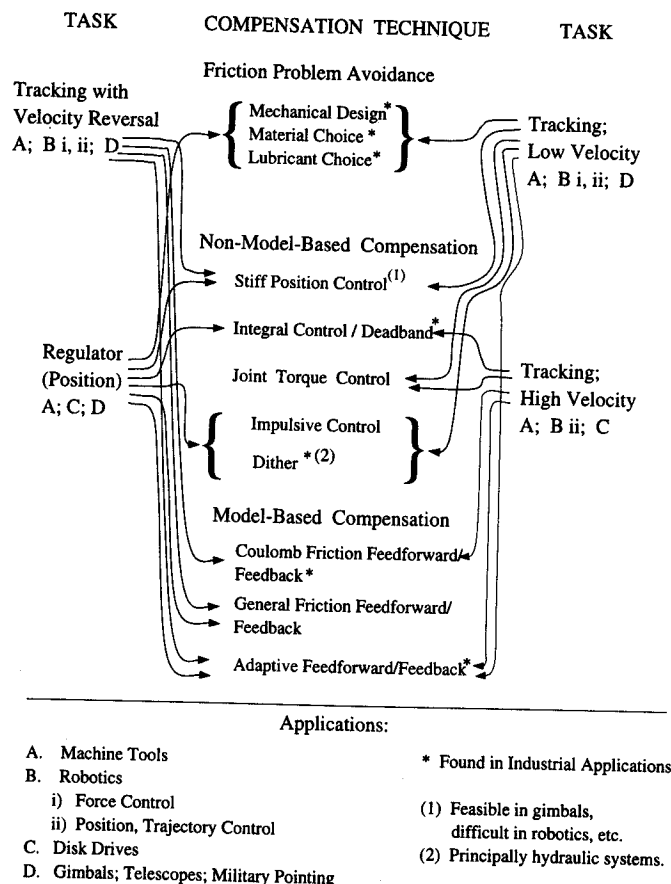 TASK
COMPENSATION TECHNIQUE
TASK
Friction Problem Avoidance
Tracking with
Velocity Reversal
A; B i, ii; D
Mechanical Design*
Material Choice *
Lubricant Choice*
Tracking;
Low Velocity
A; B i, ii; D
Non-Model-Based Compensation
Stiff Position Control(1)
Integral Control / Deadband*
Regulator
(Position)
A; C; D
Joint Torque Control
Tracking;
High Velocity
A; B ii; C
Impulsive Control
Dither *(2)
Model-Based Compensation
Coulomb Friction Feedforward/
Feedback*
General Friction Feedforward/
Feedback
Adaptive Feedforward/Feedback*
Applications:
A. Machine Tools
B. Robotics
i) Force Control
ii) Position, Trajectory Control
C. Disk Drives
D. Gimbals; Telescopes; Military Pointing
* Found in Industrial Applications
(1) Feasible in gimbals,
difficult in robotics, etc.
(2) Principally hydraulic systems.